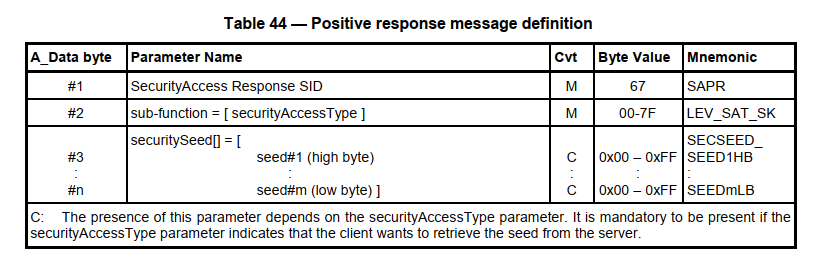 Table 44 — Positive response message definition
A_Data byte Parameter Name Cvt Byte Value Mnemonic
#1 SecurityAccess Response SID M 67 SAPR
#2 sub-function = [ securityAccessType ] M 00-7F LEV_SAT_SK
securitySeed[] = [ SECSEED_
#3 seed#1 (high byte) C 0x00 – 0xFF SEED1HB
: : : : :
#n seed#m (low byte) ] C 0x00 – 0xFF SEEDmLB
C: The presence of this parameter depends on the securityAccessType parameter. It is mandatory to be present if the
securityAccessType parameter indicates that the client wants to retrieve the seed from the server.